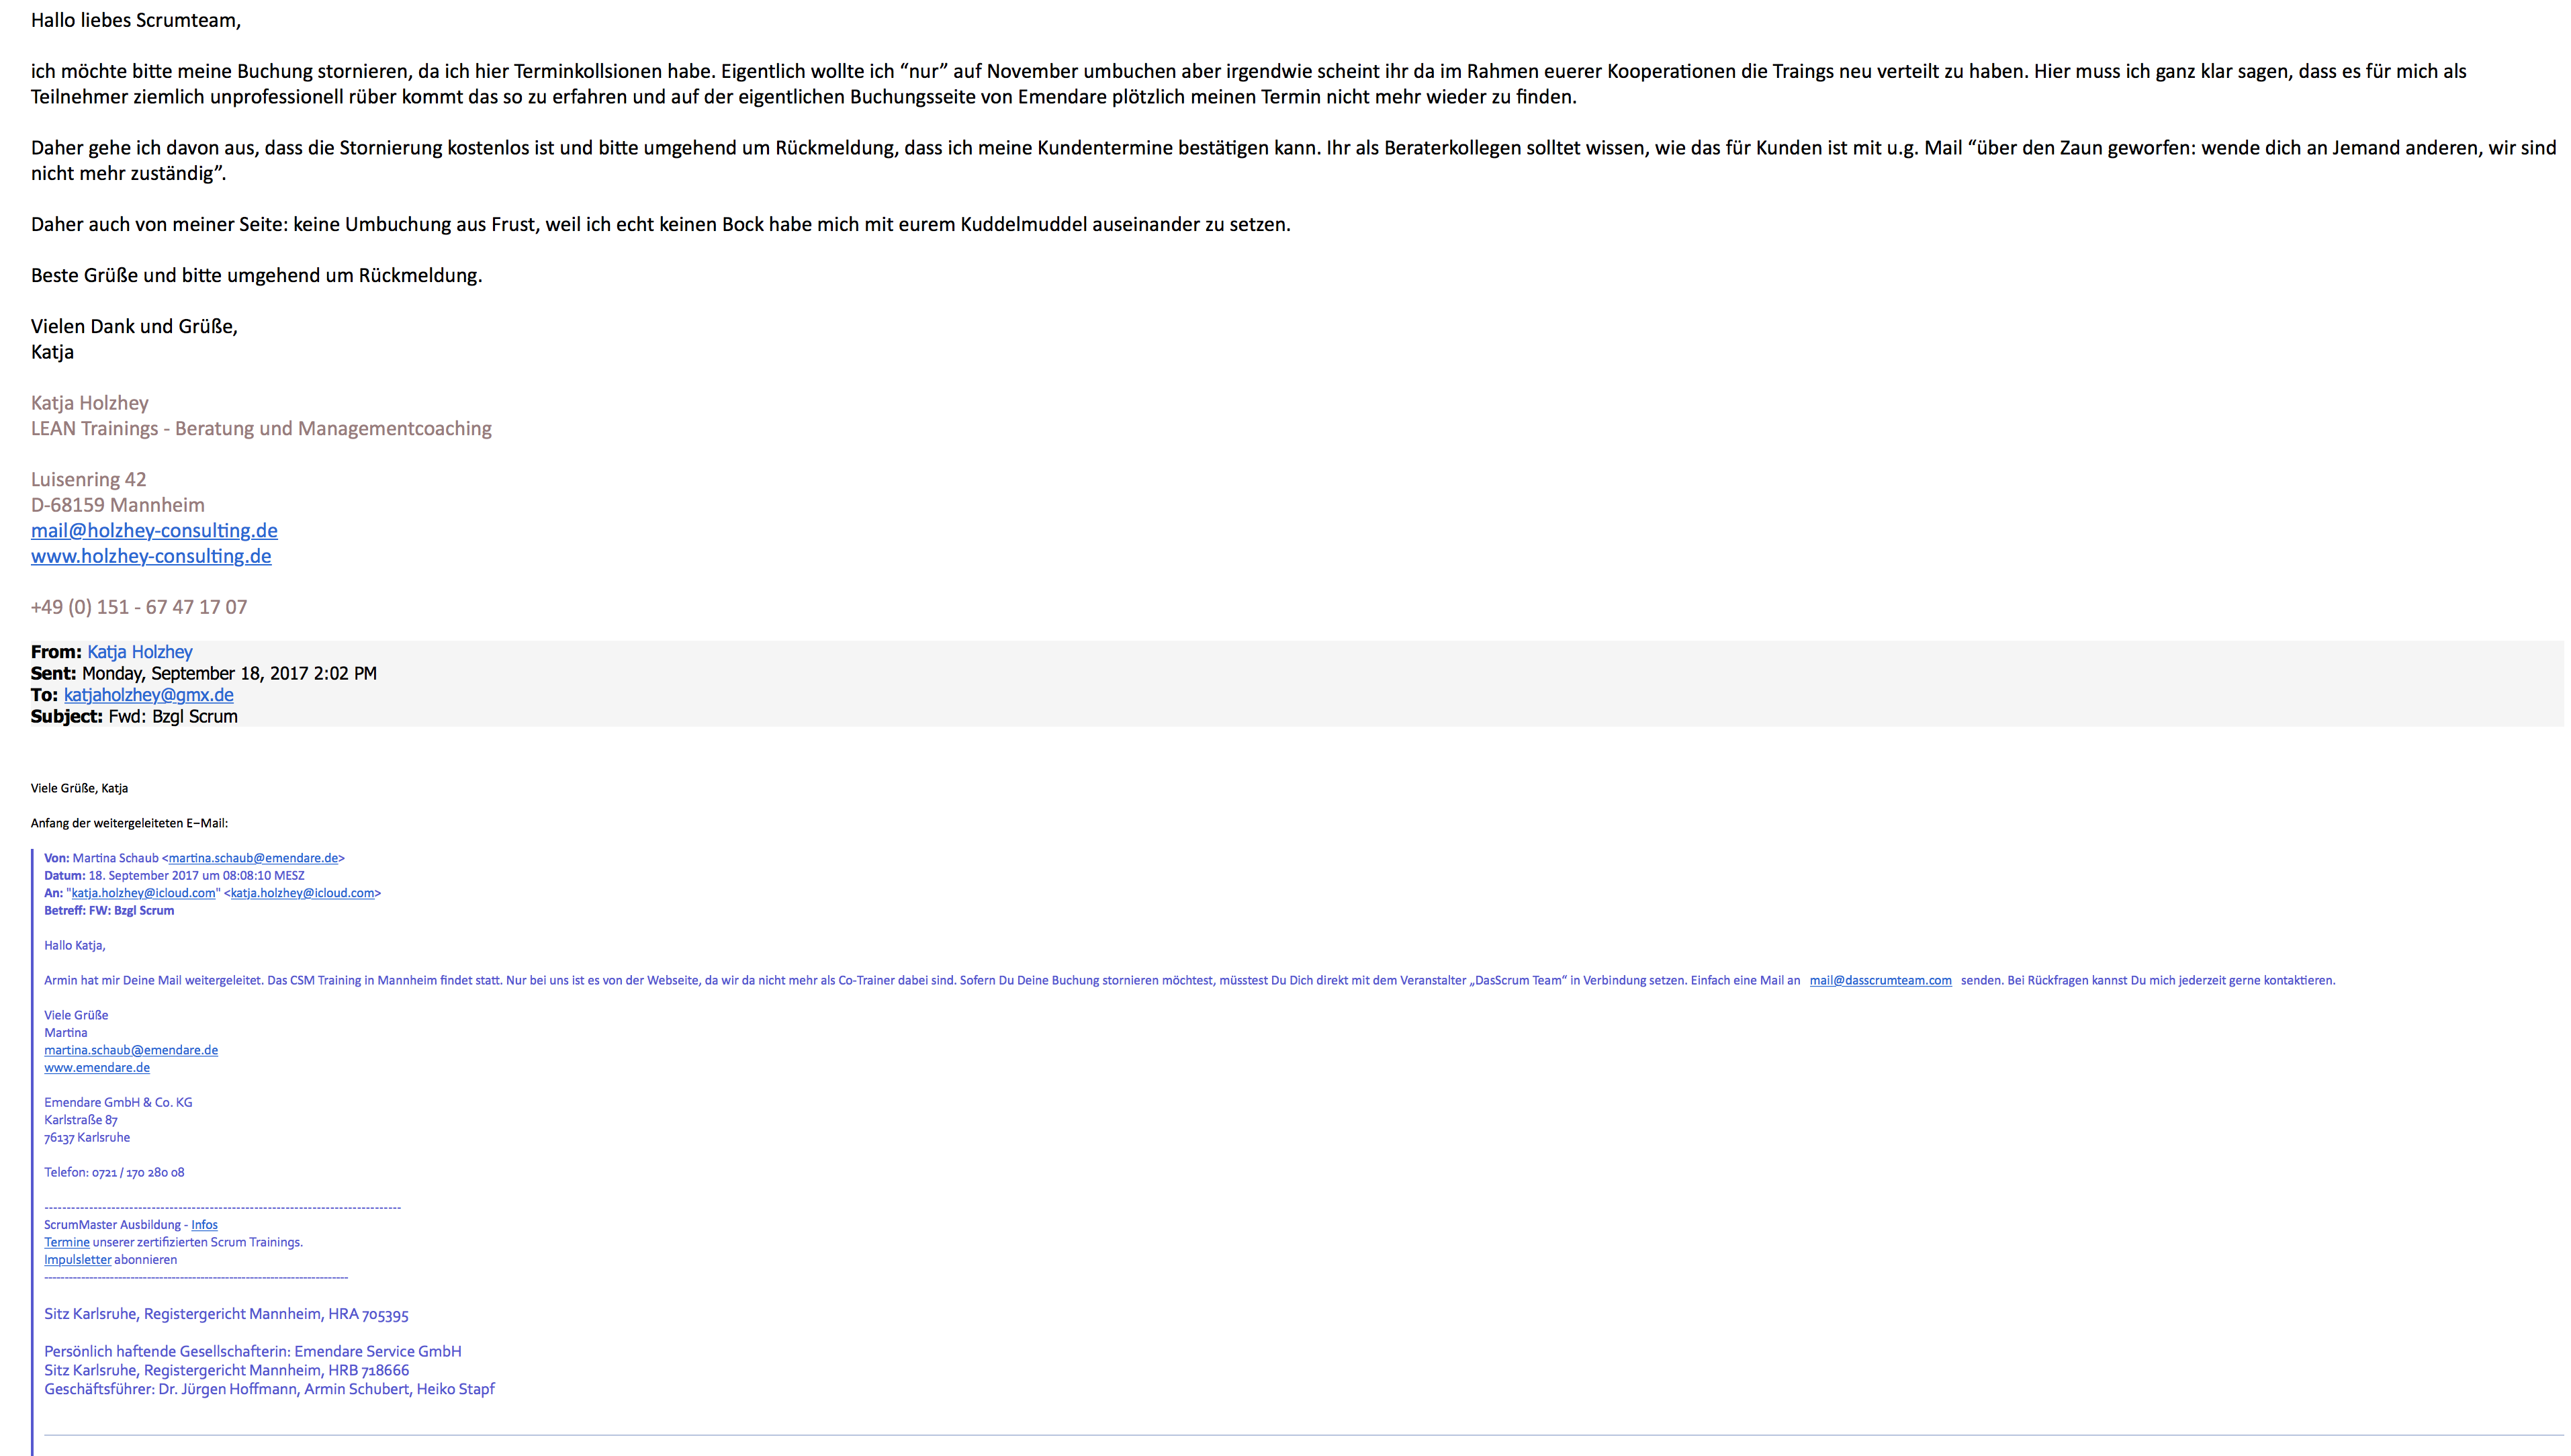 Hallo liebes Scrumteam,
ich möchte bitte meine Buchung stornieren, da ich hier Terminkollsionen habe. Eigentlich wollte ich “nur” auf November umbuchen aber irgendwie scheint ihr da im Rahmen euerer Kooperationen die Traings neu verteilt zu haben. Hier muss ich ganz klar sagen, dass es für mich als
Teilnehmer ziemlich unprofessionell rüber kommt das so zu erfahren und auf der eigentlichen Buchungsseite von Emendare plötzlich meinen Termin nicht mehr wieder zu finden.
Daher gehe ich davon aus, dass die Stornierung kostenlos ist und bitte umgehend um Rückmeldung, dass ich meine Kundentermine bestätigen kann. Ihr als Beraterkollegen solltet wissen, wie das für Kunden ist mit u.g. Mail “über den Zaun geworfen: wende dich an Jemand anderen, wir sind
nicht mehr zuständig”.
Daher auch von meiner Seite: keine Umbuchung aus Frust, weil ich echt keinen Bock habe mich mit eurem Kuddelmuddel auseinander zu setzen.
Beste Grüße und bitte umgehend um Rückmeldung.
Vielen Dank und Grüße,
Katja
Katja Holzhey
LEAN Trainings - Beratung und Managementcoaching
Luisenring 42
D-68159 Mannheim
mail@holzhey-consulting.de
www.holzhey-consulting.de
+49 (0) 151 - 67 47 17 07
From: Katja Holzhey
Sent: Monday, September 18, 2017 2:02 PM
To: katjaholzhey@gmx.de
Subject: Fwd: Bzgl Scrum
Viele Grüße, Katja
Anfang der weitergeleiteten E-Mail:
Von: Martina Schaub <martina.schaub@emendare.de>
Datum: 18. September 2017 um 08:08:10 MESZ
An: "katja.holzhey@icloud.com" <katja.holzhey@icloud.com>
Betreff: FW: Bzgl Scrum
Hallo Katja,
Armin hat mir Deine Mail weitergeleitet. Das CSM Training in Mannheim findet statt. Nur bei uns ist es von der Webseite, da wir da nicht mehr als Co-Trainer dabei sind. Sofern Du Deine Buchung stornieren möchtest, müsstest Du Dich direkt mit dem Veranstalter „DasScrum Team“ in Verbindung setzen. Einfach eine Mail an mail@dasscrumteam.com senden. Bei Rückfragen kannst Du mich jederzeit gerne kontaktieren.
Viele Grüße
Martina
martina.schaub@emendare.de
www.emendare.de
Emendare GmbH & Co. KG
Karlstraße 87
76137 Karlsruhe
Telefon: 0721 / 170 280 08
--------------------------------------------------------------------------------
ScrumMaster Ausbildung - Infos
Termine unserer zertifizierten Scrum Trainings.
Impulsletter abonnieren
--------------------------------------------------------------------------
Sitz Karlsruhe, Registergericht Mannheim, HRA 705395
Persönlich haftende Gesellschafterin: Emendare Service GmbH
Sitz Karlsruhe, Registergericht Mannheim, HRB 718666
Geschäftsführer: Dr. Jürgen Hoffmann, Armin Schubert, Heiko Stapf